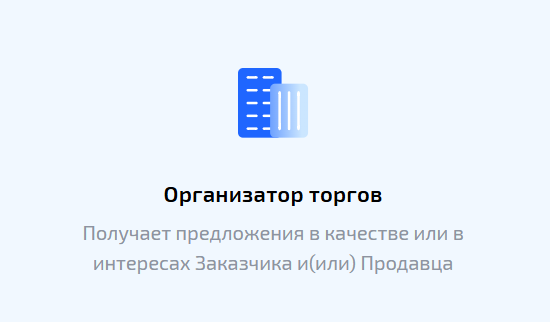 Организатор торгов
Получает предложения в качестве или в
интересах Заказчика и(или) Продавца